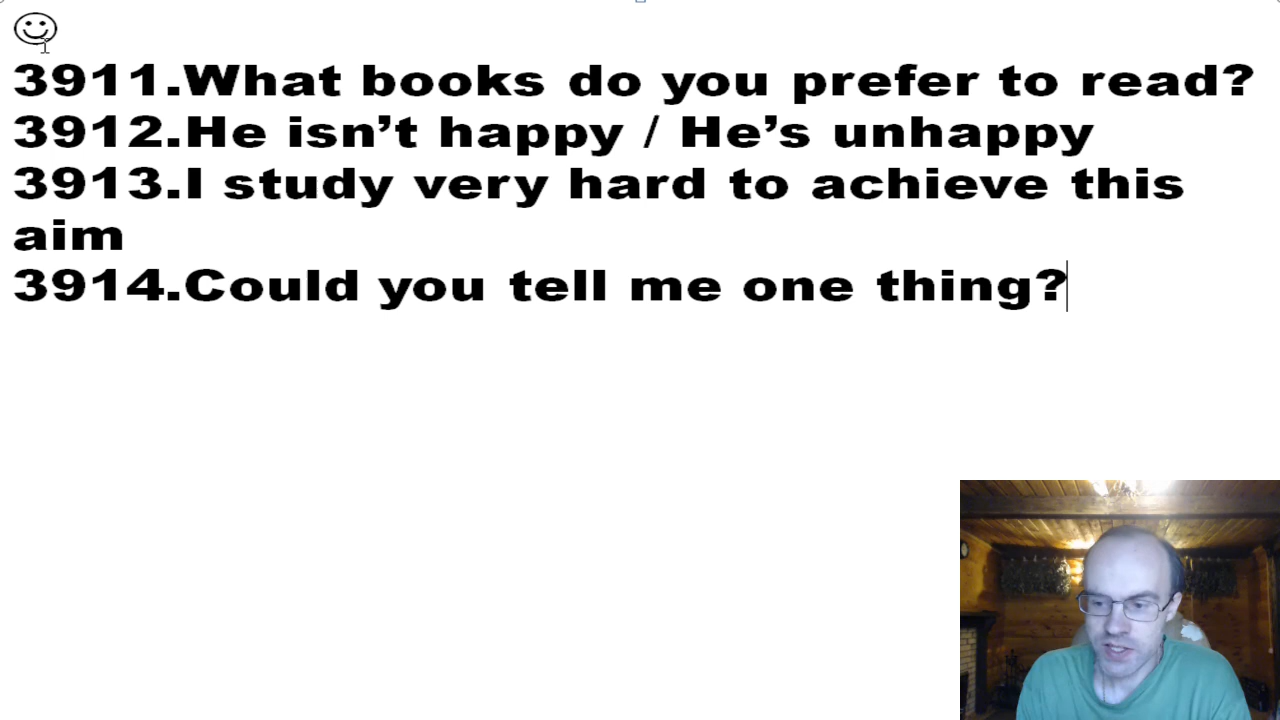 3911.What books do you prefer to read?
3912.He isn’t happy / He’s unhappy
3913.I study very hard to achieve this
aim
3914.Could you tell me one thing?